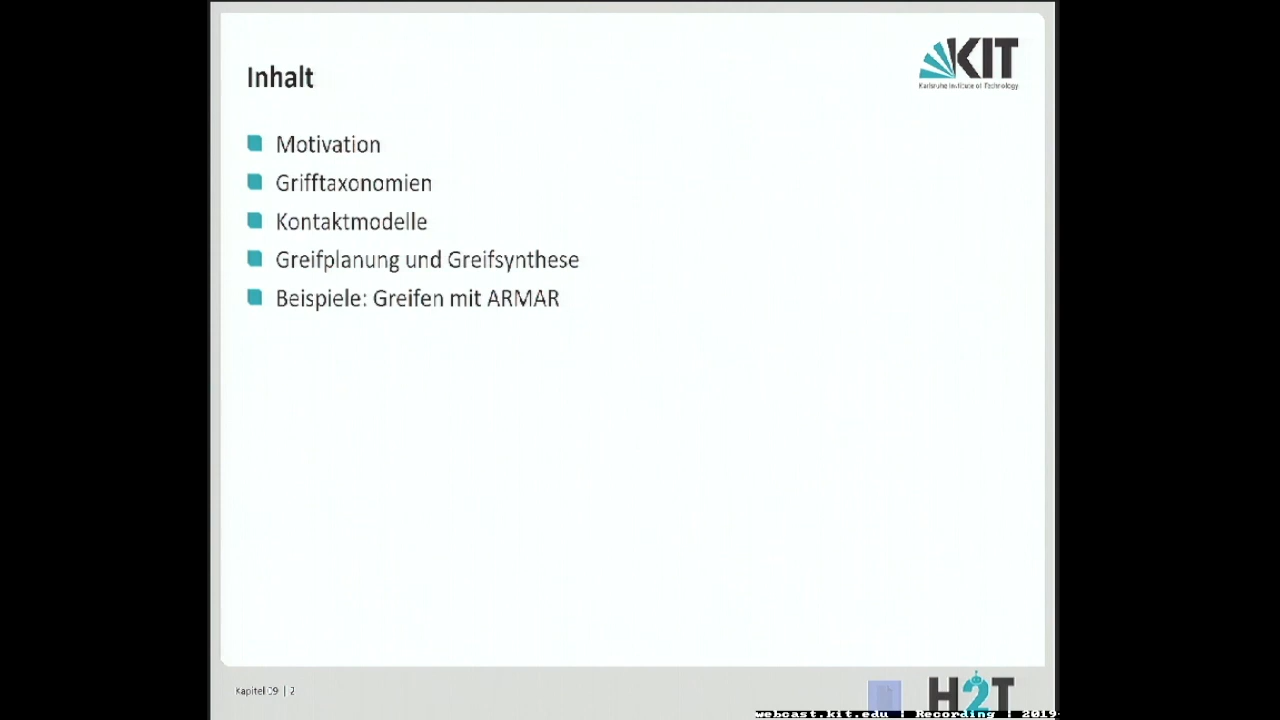 Inhalt
KIT
Karlsruhe Institute of Technology
Motivation
Grifftaxonomien
Kontaktmodelle
Greifplanung und Greifsynthese
Beispiele: Greifen mit ARMAR
Kapitel 09 | 2
H2T
webcast.kit.edu | Recording | 2019